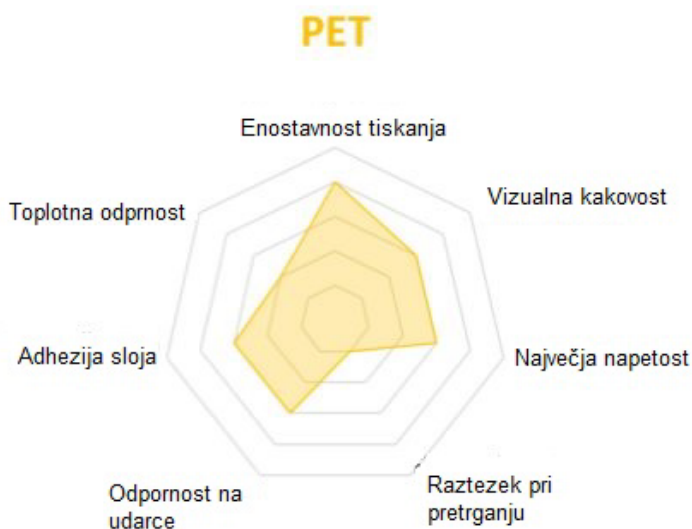 PET
Enostavnost tiskanja
Vizualna kakovost
Toplotna odprnost
Adhezija sloja
Največja napetost
Odpornost na
udarce
Raztezek pri
pretrganju